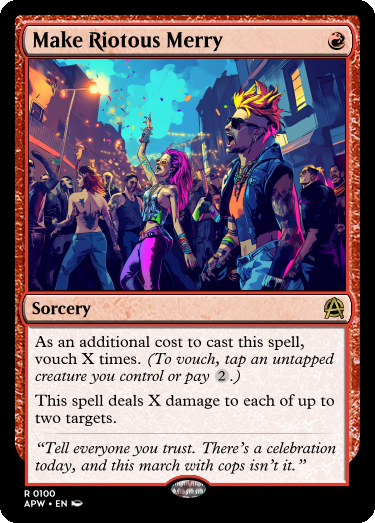 Make Riotous Merry
Sorcery
As an additional cost to cast this spell,
vouch X times. (To vouch, tap an untapped
creature you control or pay 2.)
This spell deals X damage to each of up to
two targets.
“Tell everyone you trust. There’s a celebration
today, and this march with cops isn’t it.”
R 0100
APW • EN